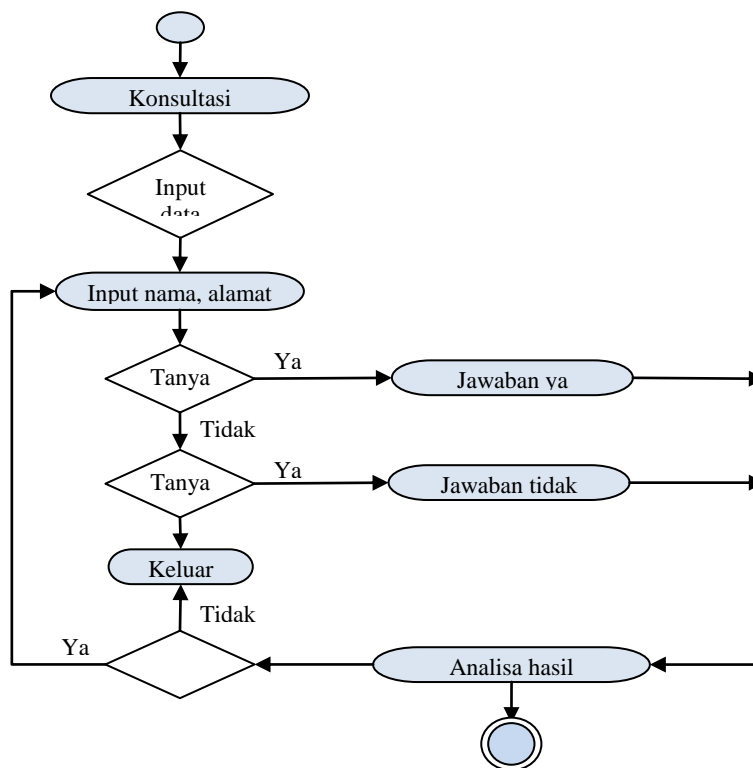 Konsultasi
Input
data
Input nama, alamat
Tanya
Ya
Jawaban ya
Tidak
Tanya
Ya
Jawaban tidak
Keluar
Tidak
Ya
Analisa hasil